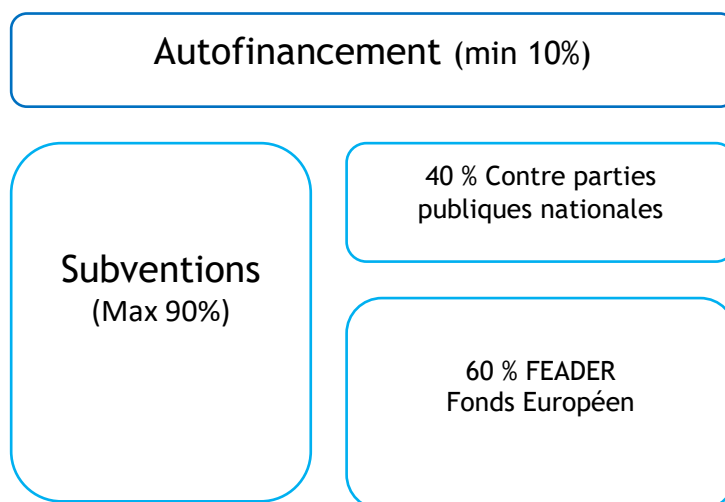 Autofinancement (min 10%)
Subventions
(Max 90%)
40 % Contre parties
publiques nationales
60 % FEADER
Fonds Européen